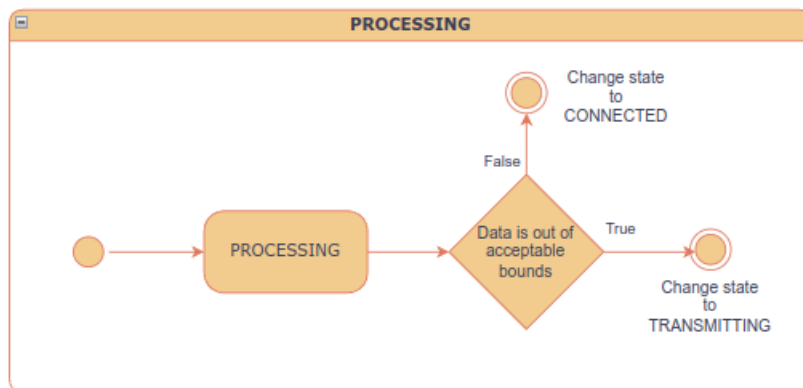 PROCESSING
Change state
to
CONNECTED
False
PROCESSING
Data is out of
acceptable
bounds
True
Change state
to
TRANSMITTING